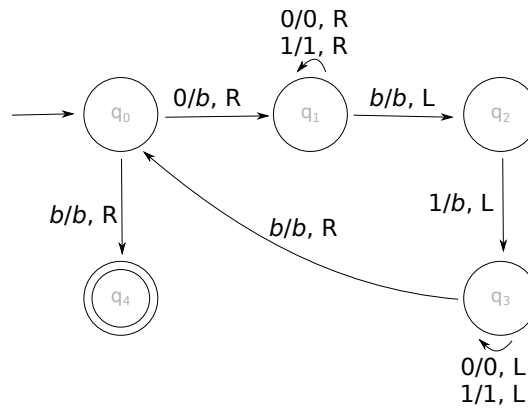 0/0, R
1/1, R
q0
0/b, R
q1
b/b, L
q2
b/b, R
b/b, R
1/b, L
q4
q3
0/0, L
1/1, L